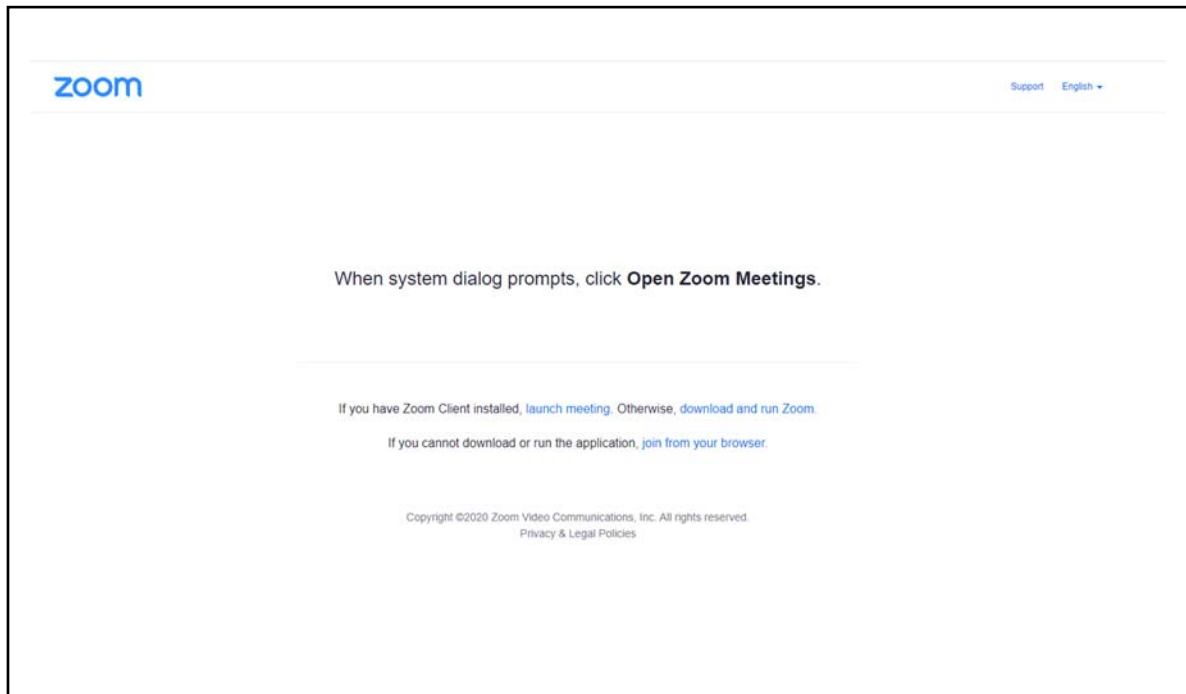 zoom
Support English
When system dialog prompts, click Open Zoom Meetings.
If you have Zoom Client installed, launch meeting. Otherwise, download and run Zoom.
If you cannot download or run the application, join from your browser.
Copyright ©2020 Zoom Video Communications, Inc. All rights reserved.
Privacy & Legal Policies